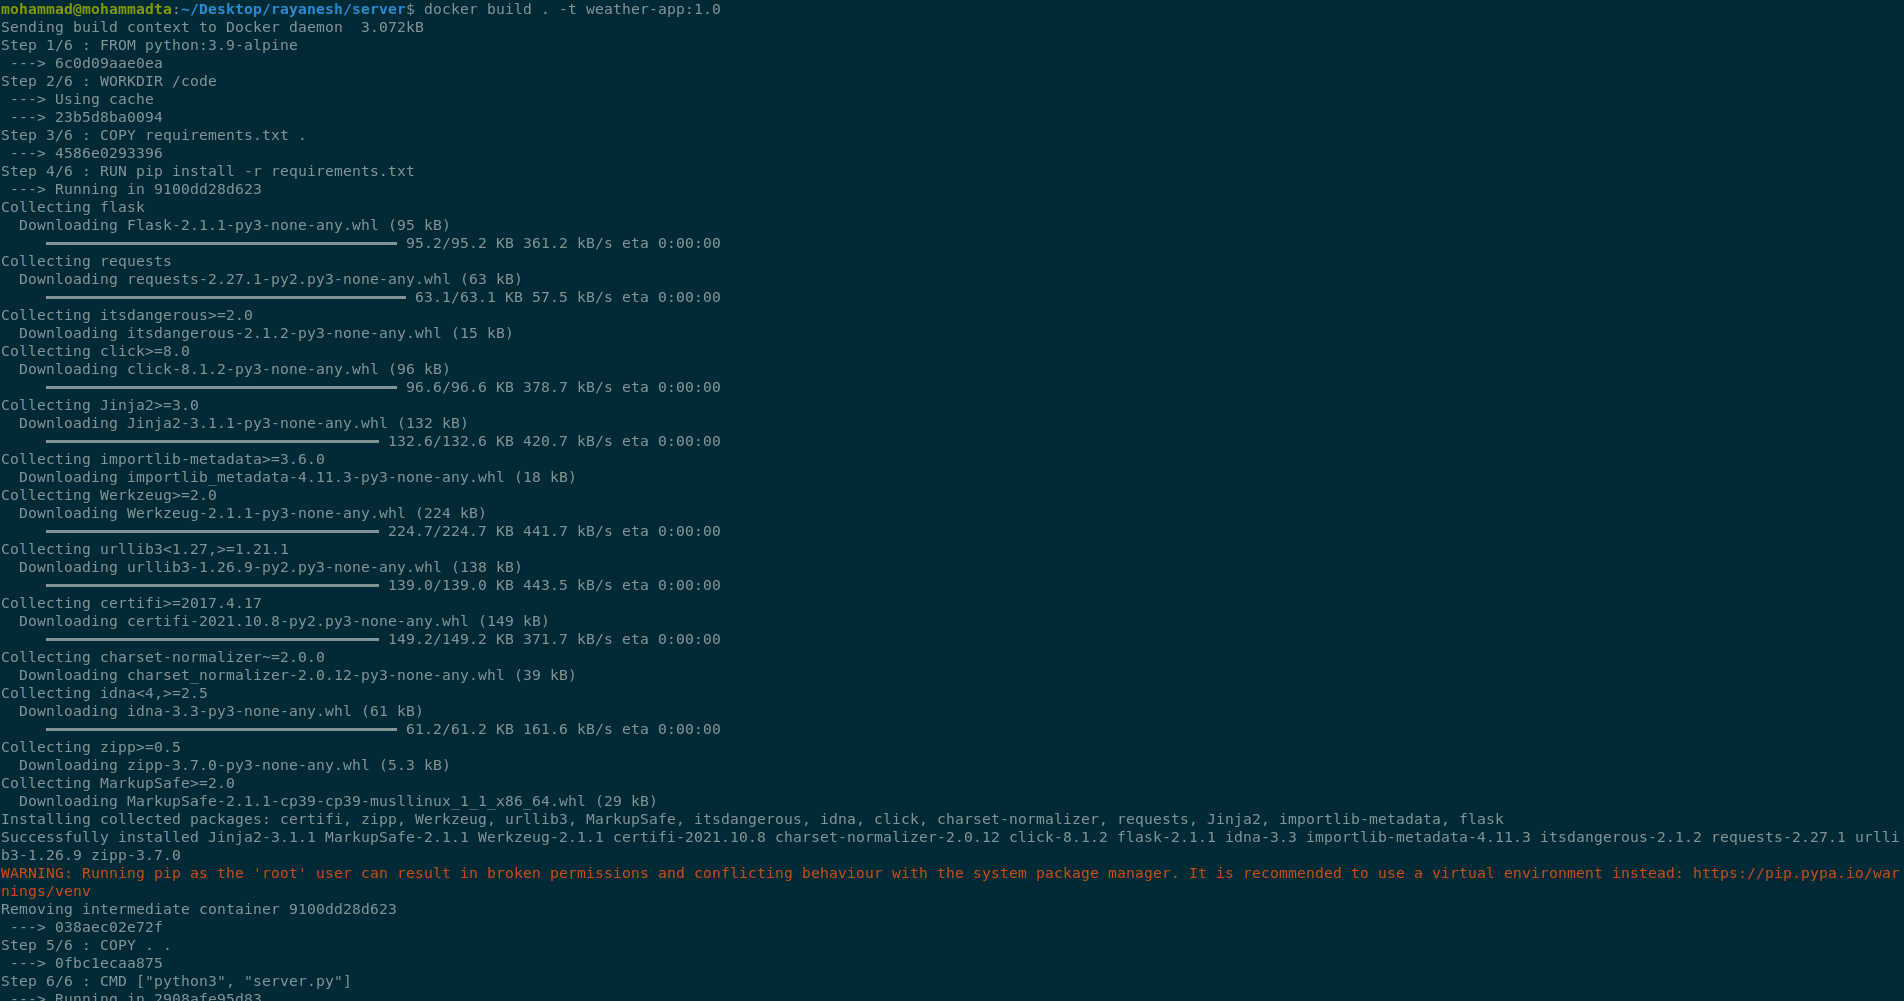 mohammad@mohammadta:~/Desktop/rayanesh/server$ docker build . -t weather-app:1.0
Sending build context to Docker daemon  3.072kB
Step 1/6 : FROM python:3.9-alpine
 ---> 6c0d09aae0ea
Step 2/6 : WORKDIR /code
 ---> Using cache
 ---> 23b5d8ba0094
Step 3/6 : COPY requirements.txt .
 ---> 4586e0293396
Step 4/6 : RUN pip install -r requirements.txt
 ---> Running in 9100dd28d623
Collecting flask
  Downloading Flask-2.1.1-py3-none-any.whl (95 kB)
95.2/95.2 KB 361.2 kB/s eta 0:00:00
Collecting requests
  Downloading requests-2.27.1-py2.py3-none-any.whl (63 kB)
63.1/63.1 KB 57.5 kB/s eta 0:00:00
Collecting itsdangerous>=2.0
  Downloading itsdangerous-2.1.2-py3-none-any.whl (15 kB)
Collecting click>=8.0
  Downloading click-8.1.2-py3-none-any.whl (96 kB)
96.6/96.6 KB 378.7 kB/s eta 0:00:00
Collecting Jinja2>=3.0
  Downloading Jinja2-3.1.1-py3-none-any.whl (132 kB)
132.6/132.6 KB 420.7 kB/s eta 0:00:00
Collecting importlib-metadata>=3.6.0
  Downloading importlib_metadata-4.11.3-py3-none-any.whl (18 kB)
Collecting Werkzeug>=2.0
  Downloading Werkzeug-2.1.1-py3-none-any.whl (224 kB)
224.7/224.7 KB 441.7 kB/s eta 0:00:00
Collecting urllib3<1.27,>=1.21.1
  Downloading urllib3-1.26.9-py2.py3-none-any.whl (138 kB)
139.0/139.0 KB 443.5 kB/s eta 0:00:00
Collecting certifi>=2017.4.17
  Downloading certifi-2021.10.8-py2.py3-none-any.whl (149 kB)
149.2/149.2 KB 371.7 kB/s eta 0:00:00
Collecting charset-normalizer~=2.0.0
  Downloading charset_normalizer-2.0.12-py3-none-any.whl (39 kB)
Collecting idna<4,>=2.5
  Downloading idna-3.3-py3-none-any.whl (61 kB)
61.2/61.2 KB 161.6 kB/s eta 0:00:00
Collecting zipp>=0.5
  Downloading zipp-3.7.0-py3-none-any.whl (5.3 kB)
Collecting MarkupSafe>=2.0
  Downloading MarkupSafe-2.1.1-cp39-cp39-musllinux_1_1_x86_64.whl (29 kB)
Installing collected packages: certifi, zipp, Werkzeug, urllib3, MarkupSafe, itsdangerous, idna, click, charset-normalizer, requests, Jinja2, importlib-metadata, flask
Successfully installed Jinja2-3.1.1 MarkupSafe-2.1.1 Werkzeug-2.1.1 certifi-2021.10.8 charset-normalizer-2.0.12 click-8.1.2 flask-2.1.1 idna-3.3 importlib-metadata-4.11.3 itsdangerous-2.1.2 requests-2.27.1 urlli
b3-1.26.9 zipp-3.7.0
WARNING: Running pip as the 'root' user can result in broken permissions and conflicting behaviour with the system package manager. It is recommended to use a virtual environment instead: https://pip.pypa.io/war
nings/venv
Removing intermediate container 9100dd28d623
 ---> 038aec02e72f
Step 5/6 : COPY . .
 ---> 0fbc1ecaa875
Step 6/6 : CMD ["python3", "server.py"]
 ---> Running in 2908afe95d83